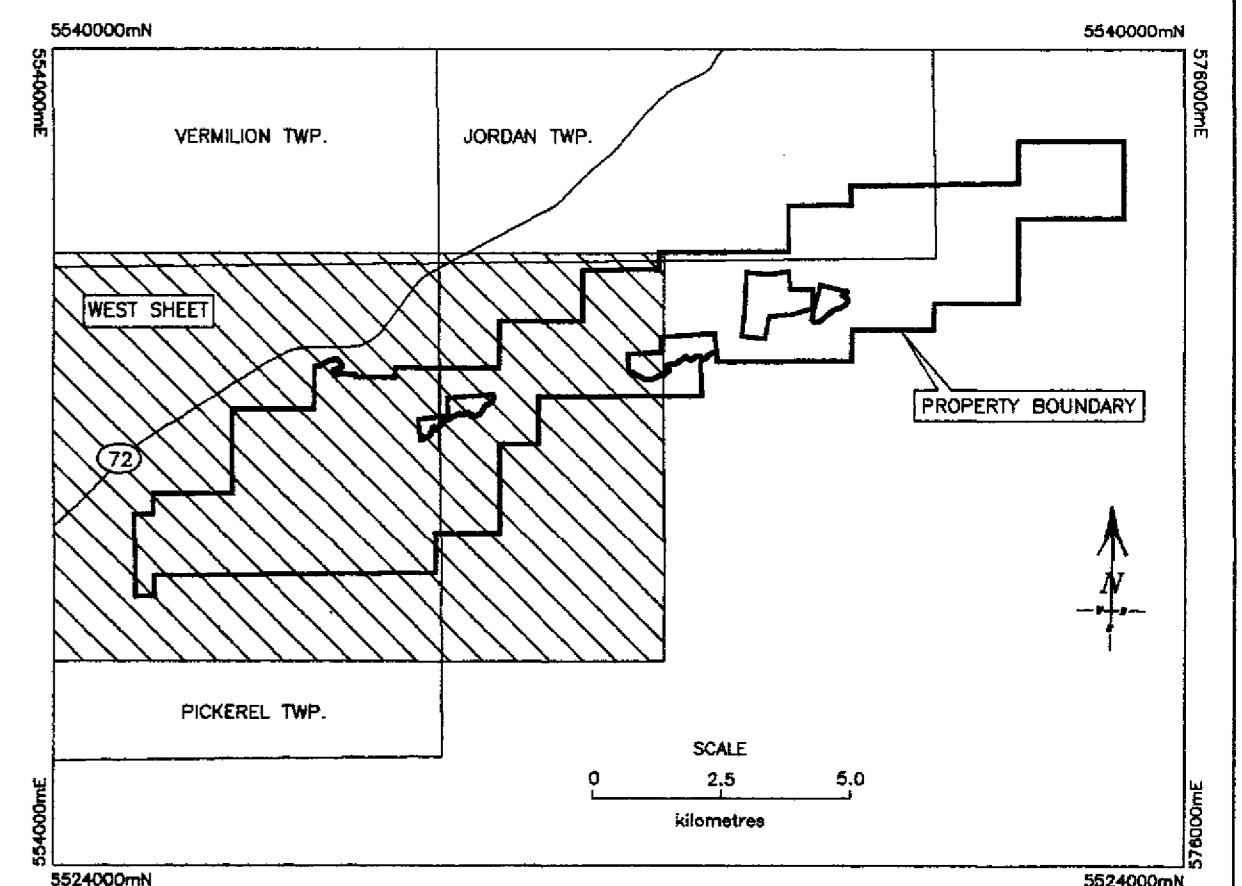 5540000mN
5540000mN
554000mE
576000mE
VERMILION TWP.
JORDAN TWP.
WEST SHEET
PROPERTY BOUNDARY
72
N
PICKEREL TWP.
SCALE
0 2.5 5.0
kilometres
554000mE
576000mE
5524000mN
5524000mN